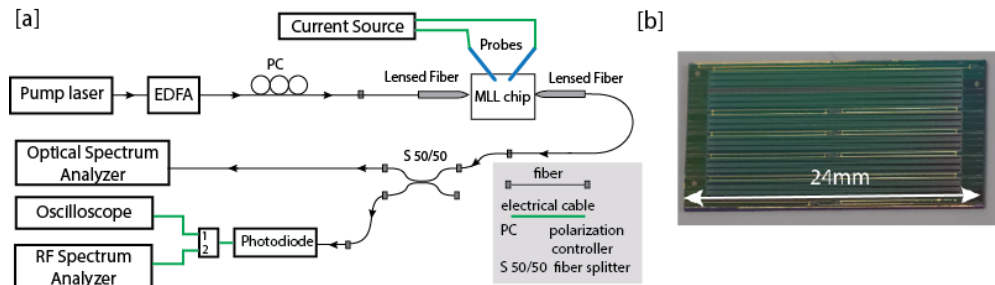 [a]
[b]
Current Source
Probes
PC
Lensed Fiber
Lensed Fiber
Pump laser
EDFA
MLL chip
Optical Spectrum
Analyzer
S 50/50
24mm
fiber
Oscilloscope
electrical cable
1
2
Photodiode
PC polarization
controller
RF Spectrum
Analyzer
S 50/50 fiber splitter